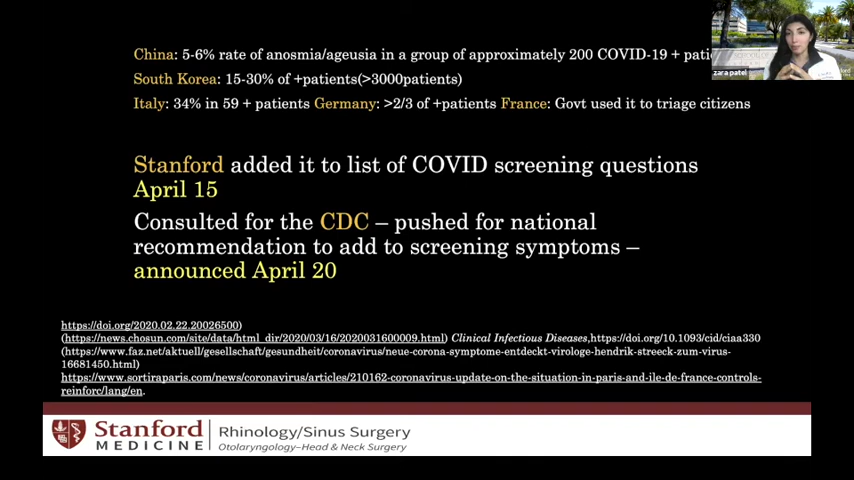 China: 5-6% rate of anosmia/ageusia in a group of approximately 200 COVID-19 +
South Korea: 15-30% of +patients(>3000patients)
Italy: 34% in 59 + patients Germany: >2/3 of +patients France: Govt used it to triage citizens
zara patel
Stanford added it to list of COVID screening questions
April 15
Consulted for the CDC – pushed for national
recommendation to add to screening symptoms –
announced April 20
https://doi.org/2020.02.22.20026500)
(https://news.chosun.com/site/data/html_dir/2020/03/16/2020031600009.html) Clinical Infectious Diseases,https://doi.org/10.1093/cid/ciaa330
(https://www.faz.net/aktuell/gesellschaft/gesundheit/coronavirus/neue-corona-symptome-entdeckt-virologe-hendrik-streeck-zum-virus-
16681450.html)
https://www.sortiraparis.com/news/coronavirus/articles/210162-coronavirus-update-on-the-situation-in-paris-and-ile-de-france-controls-
reinforc/lang/en.
Stanford
MEDICINE
Rhinology/Sinus Surgery
Otolaryngology–Head & Neck Surgery